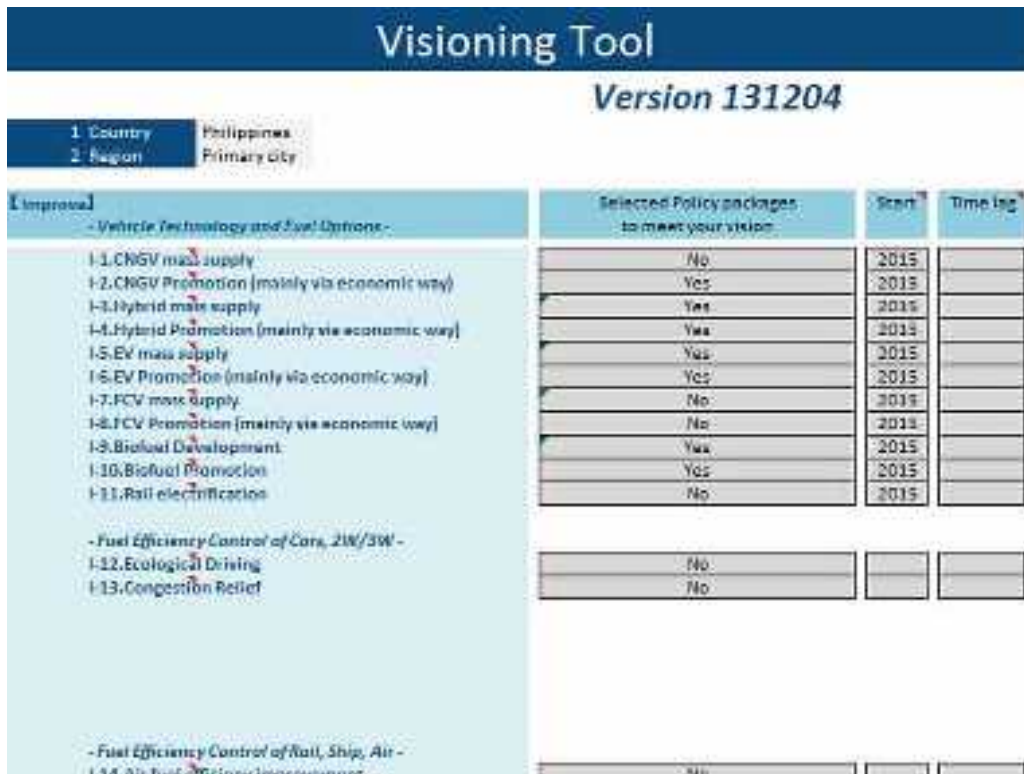 Visioning Tool
Version 131204
1 Country Philippines
2 Region Primary city
[Improve] Selected Policy packages Start Time lag
- Vehicle Technology and Fuel Options - to meet your vision
I-1.CNGV mass supply No 2015
I-2.CNGV Promotion (mainly via economic way) Yes 2015
I-3.Hybrid mass supply Yes 2015
I-4.Hybrid Promotion (mainly via economic way) Yes 2015
I-5.EV mass supply Yes 2015
I-6.EV Promotion (mainly via economic way) Yes 2015
I-7.FCV mass supply No 2015
I-8.FCV Promotion (mainly via economic way) No 2015
I-9.Biofuel Development Yes 2015
I-10.Biofuel Promotion Yes 2015
I-11.Rail electrification No 2015
- Fuel Efficiency Control of Cars, 2W/3W -
I-12.Ecological Driving No
I-13.Congestion Relief No
- Fuel Efficiency Control of Rail, Ship, Air -
I-14.Air fuel efficiency improvement No